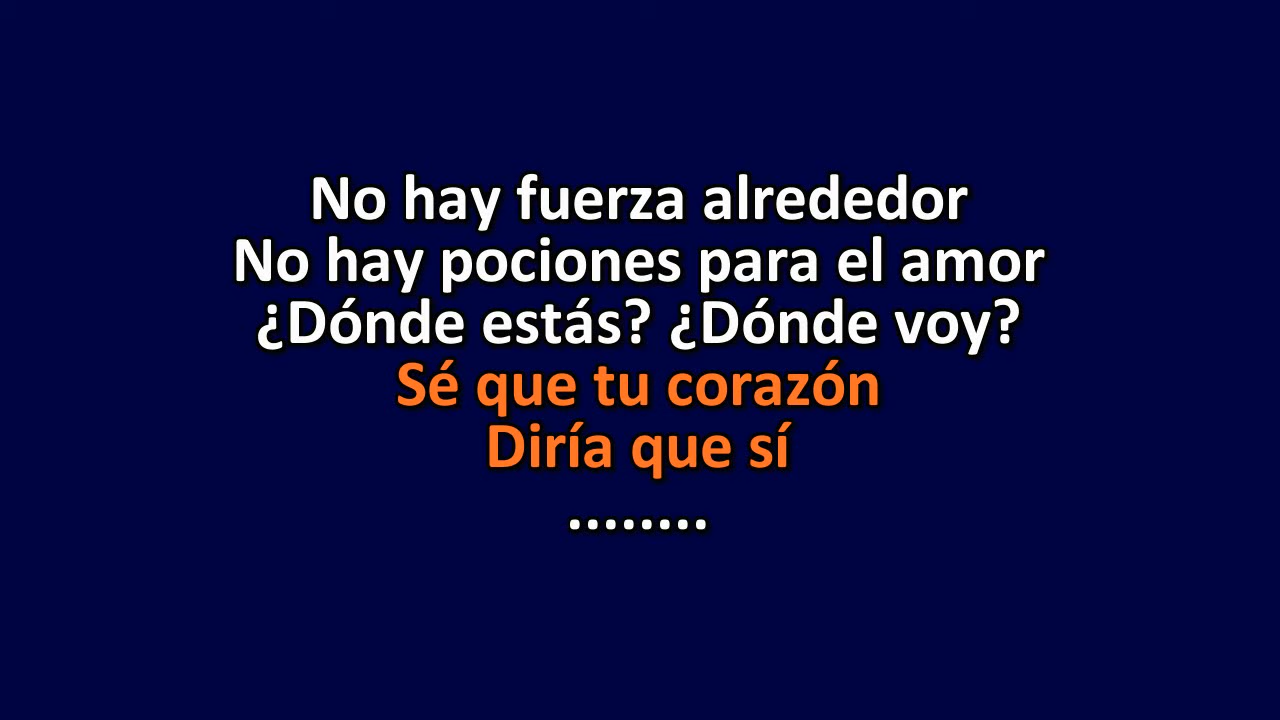 No hay fuerza alrededor
No hay pociones para el amor
¿Dónde estás? ¿Dónde voy?
Sé que tu corazón
Diría que sí
........